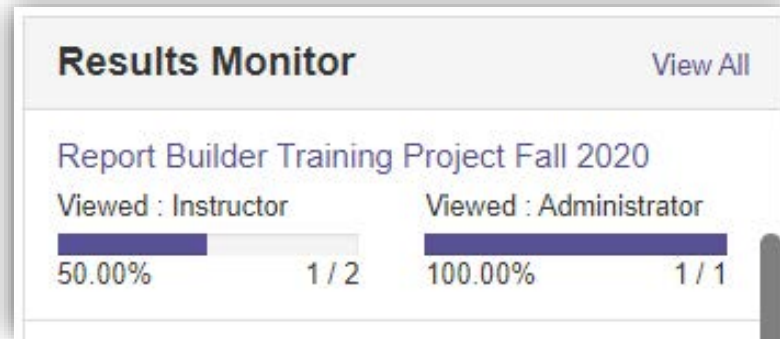 Results Monitor View All
Report Builder Training Project Fall 2020
Viewed : Instructor Viewed : Administrator
50.00% 1 / 2 100.00% 1 / 1